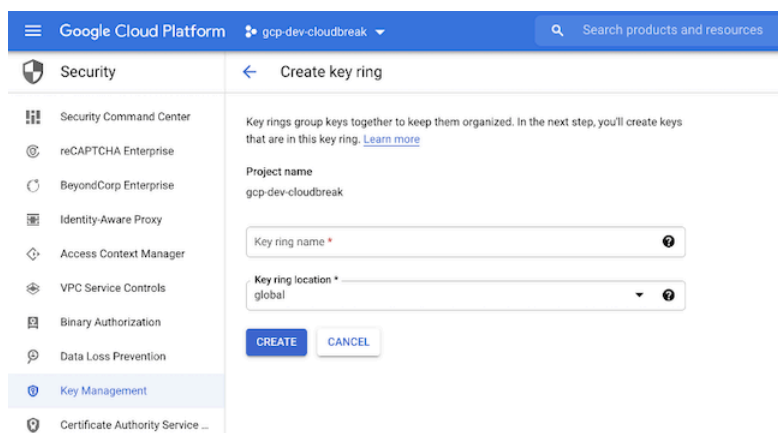 Google Cloud Platform
gcp-dev-cloudbreak
Search products and resources
Security
Create key ring
Security Command Center
reCAPTCHA Enterprise
BeyondCorp Enterprise
Identity-Aware Proxy
Access Context Manager
VPC Service Controls
Binary Authorization
Data Loss Prevention
Key Management
Certificate Authority Service ...
Key rings group keys together to keep them organized. In the next step, you'll create keys
that are in this key ring. Learn more
Project name
gcp-dev-cloudbreak
Key ring name *
Key ring location *
global
CREATE
CANCEL